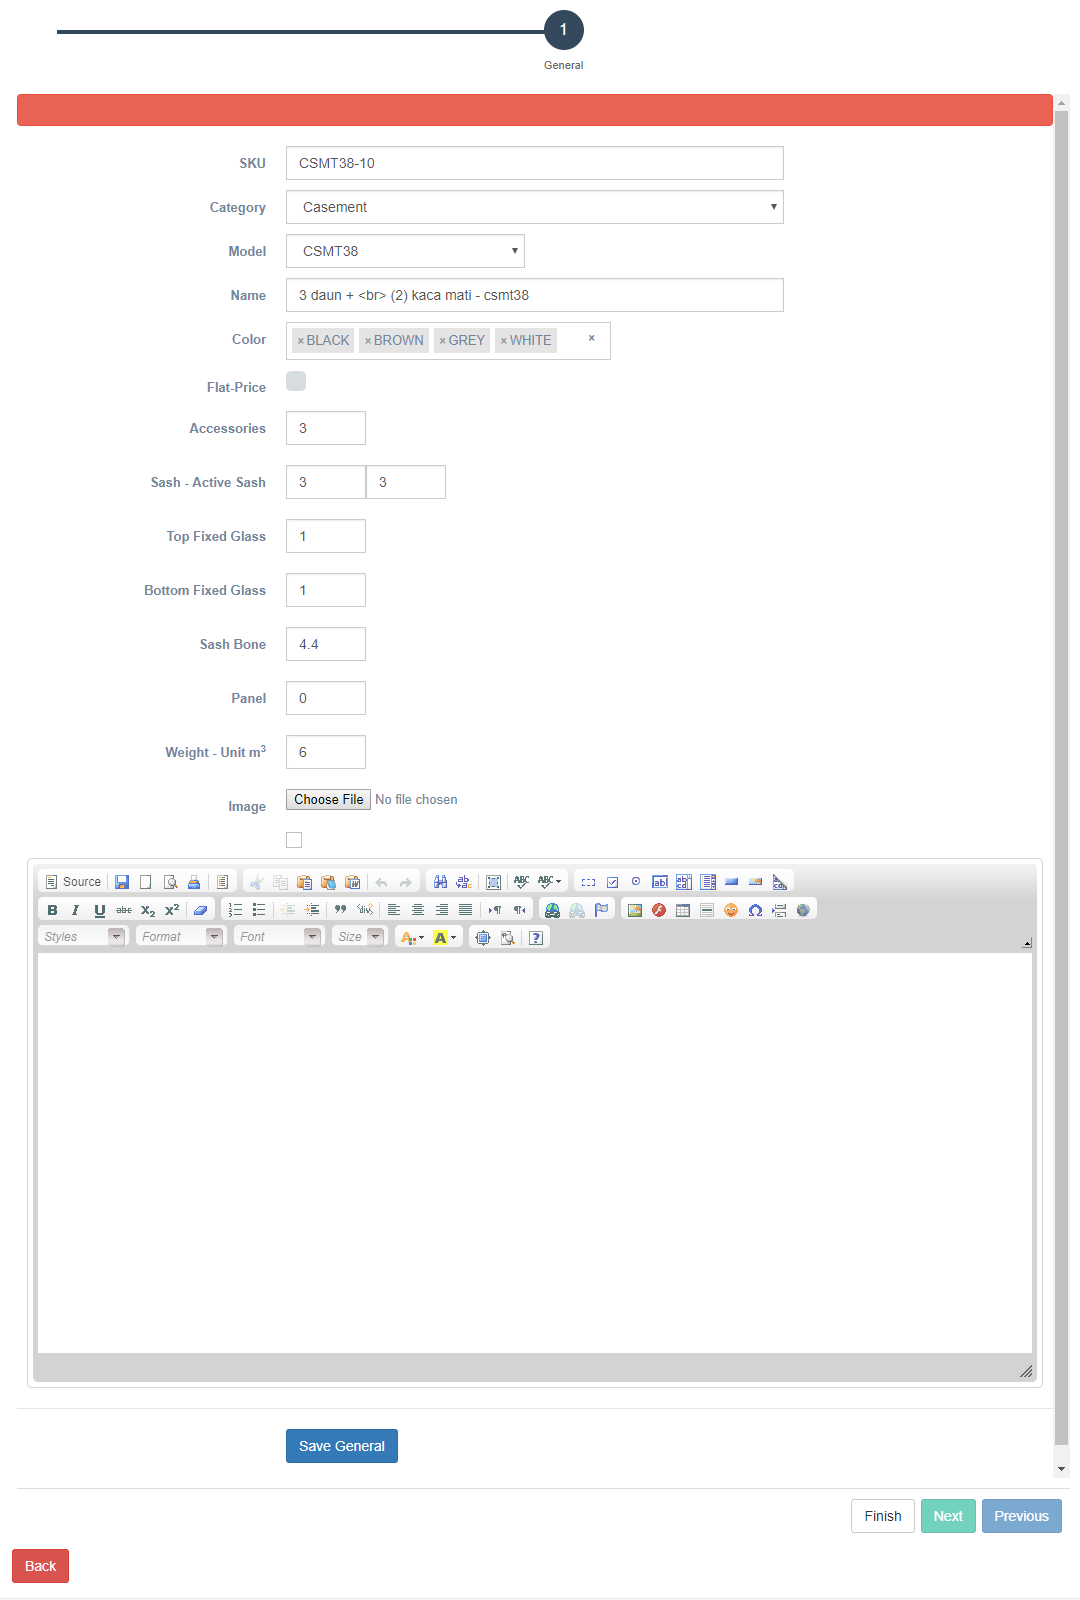 1
General
SKU CSMT38-10
Category Casement
Model CSMT38
Name 3 daun + <br> (2) kaca mati - csmt38
Color × BLACK × BROWN × GREY × WHITE ×
Flat-Price
Accessories 3
Sash - Active Sash 3 3
Top Fixed Glass 1
Bottom Fixed Glass 1
Sash Bone 4.4
Panel 0
Weight - Unit m³ 6
Image Choose File No file chosen
Source
Styles Format Font Size
Save General
Finish Next Previous
Back